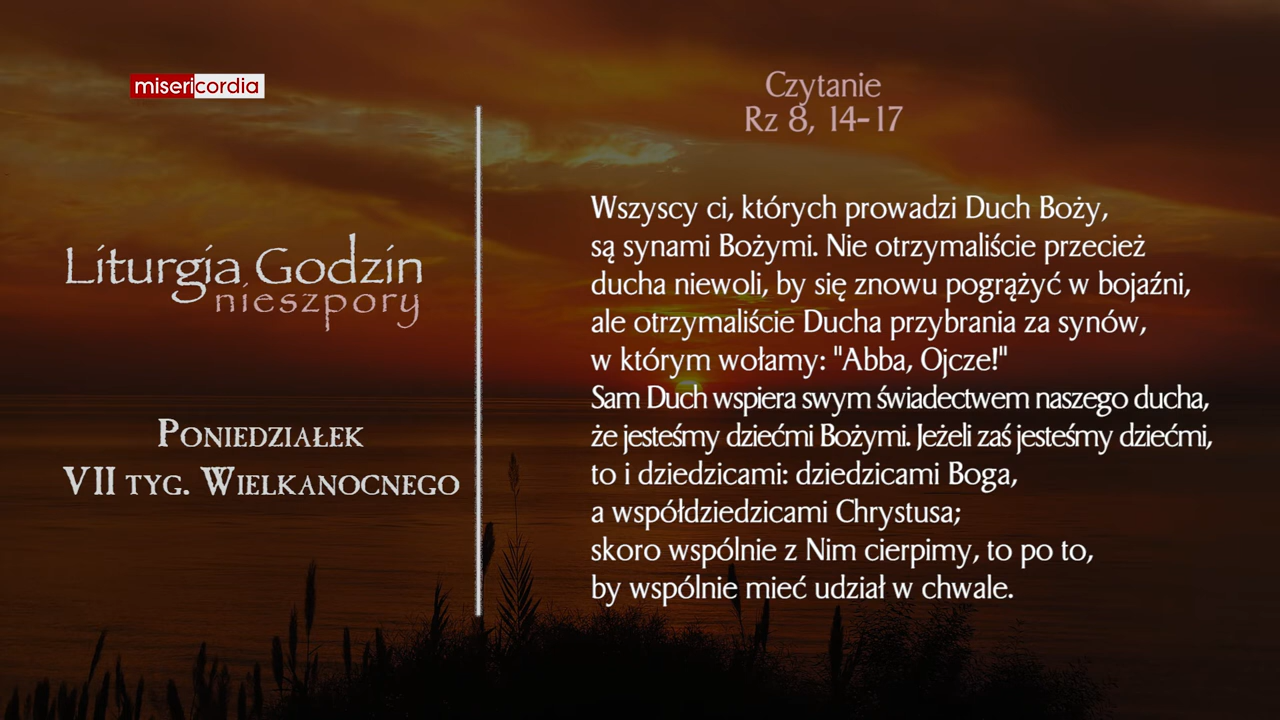 misericordia
Liturgia Godzin
nieszpory
Poniedziałek
VII tyg. Wielkanocnego
Czytanie
Rz 8, 14-17
Wszyscy ci, których prowadzi Duch Boży,
są synami Bożymi. Nie otrzymaliście przecież
ducha niewoli, by się znowu pogrążyć w bojaźni,
ale otrzymaliście Ducha przybrania za synów,
w którym wołamy: "Abba, Ojcze!"
Sam Duch wspiera swym świadectwem naszego ducha,
że jesteśmy dziećmi Bożymi. Jeżeli zaś jesteśmy dziećmi,
to i dziedzicami: dziedzicami Boga,
a współdziedzicami Chrystusa;
skoro wspólnie z Nim cierpimy, to po to,
by wspólnie mieć udział w chwale.